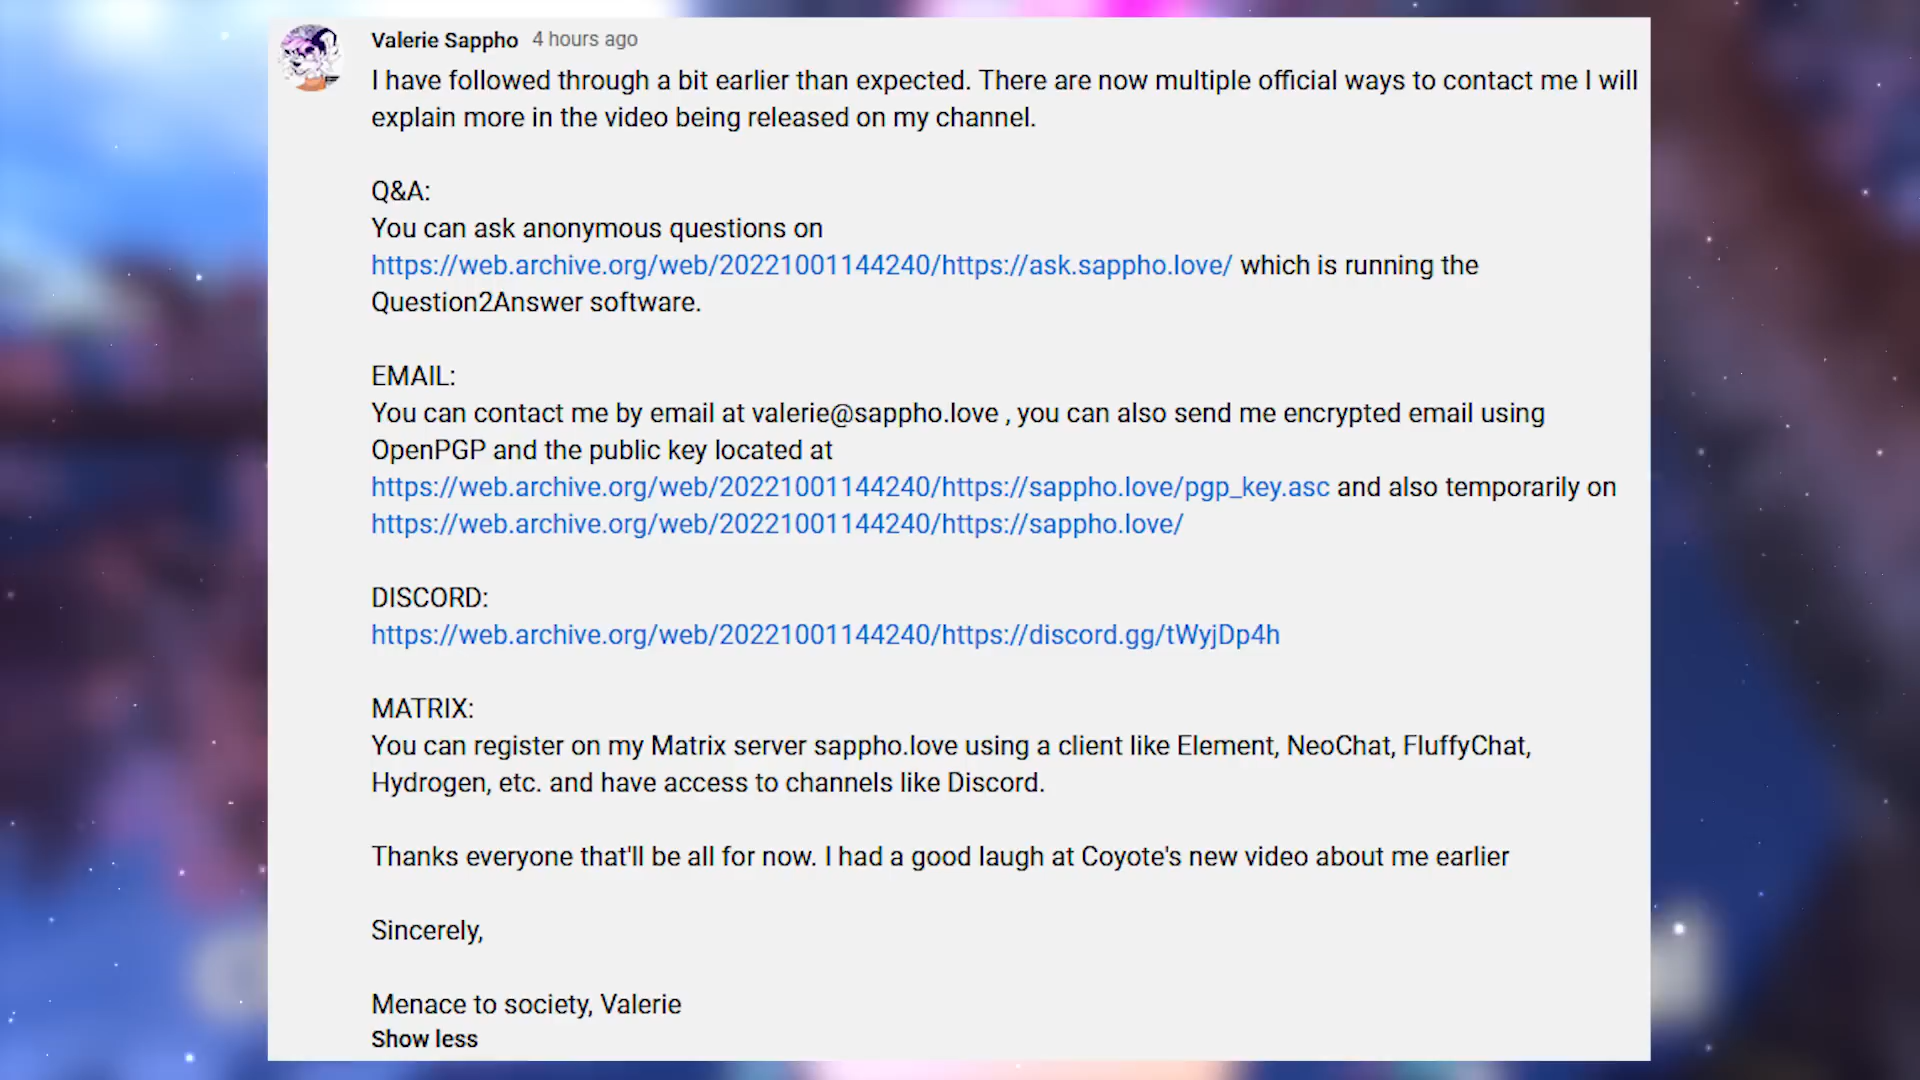 Valerie Sappho 4 hours ago
I have followed through a bit earlier than expected. There are now multiple official ways to contact me I will
explain more in the video being released on my channel.
Q&A:
You can ask anonymous questions on
https://web.archive.org/web/20221001144240/https://ask.sappho.love/ which is running the
Question2Answer software.
EMAIL:
You can contact me by email at valerie@sappho.love , you can also send me encrypted email using
OpenPGP and the public key located at
https://web.archive.org/web/20221001144240/https://sappho.love/pgp_key.asc and also temporarily on
https://web.archive.org/web/20221001144240/https://sappho.love/
DISCORD:
https://web.archive.org/web/20221001144240/https://discord.gg/tWyjDp4h
MATRIX:
You can register on my Matrix server sappho.love using a client like Element, NeoChat, FluffyChat,
Hydrogen, etc. and have access to channels like Discord.
Thanks everyone that'll be all for now. I had a good laugh at Coyote's new video about me earlier
Sincerely,
Menace to society, Valerie
Show less